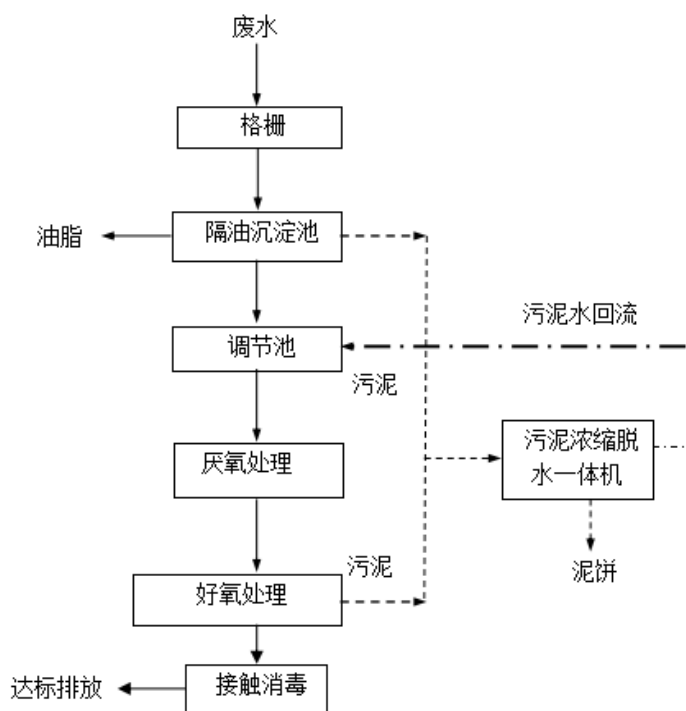 废水
格栅
隔油沉淀池
油脂
污泥水回流
调节池
污泥
污泥浓缩脱
水一体机
厌氧处理
污泥
泥饼
好氧处理
接触消毒
达标排放